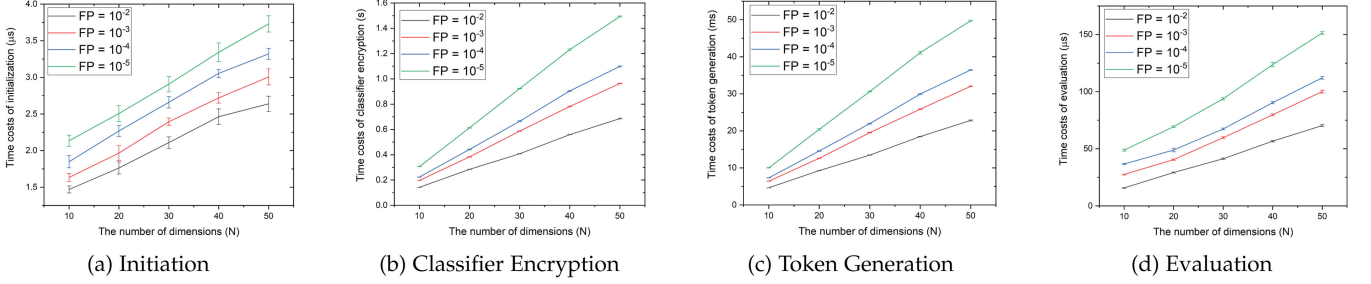 Time costs of initialization (μs)
4.0
3.5
3.0
2.5
2.0
1.5
FP = 10⁻²
FP = 10⁻³
FP = 10⁻⁴
FP = 10⁻⁵
10 20 30 40 50
The number of dimensions (N)
(a) Initiation
Time costs of classifier encryption (s)
1.6
1.4
1.2
1.0
0.8
0.6
0.4
0.2
0.0
FP = 10⁻²
FP = 10⁻³
FP = 10⁻⁴
FP = 10⁻⁵
10 20 30 40 50
The number of dimensions (N)
(b) Classifier Encryption
Time costs of token generation (ms)
50
40
30
20
10
0
FP = 10⁻²
FP = 10⁻³
FP = 10⁻⁴
FP = 10⁻⁵
10 20 30 40 50
The number of dimensions (N)
(c) Token Generation
Time costs of evaluation (μs)
150
100
50
0
FP = 10⁻²
FP = 10⁻³
FP = 10⁻⁴
FP = 10⁻⁵
10 20 30 40 50
The number of dimensions (N)
(d) Evaluation